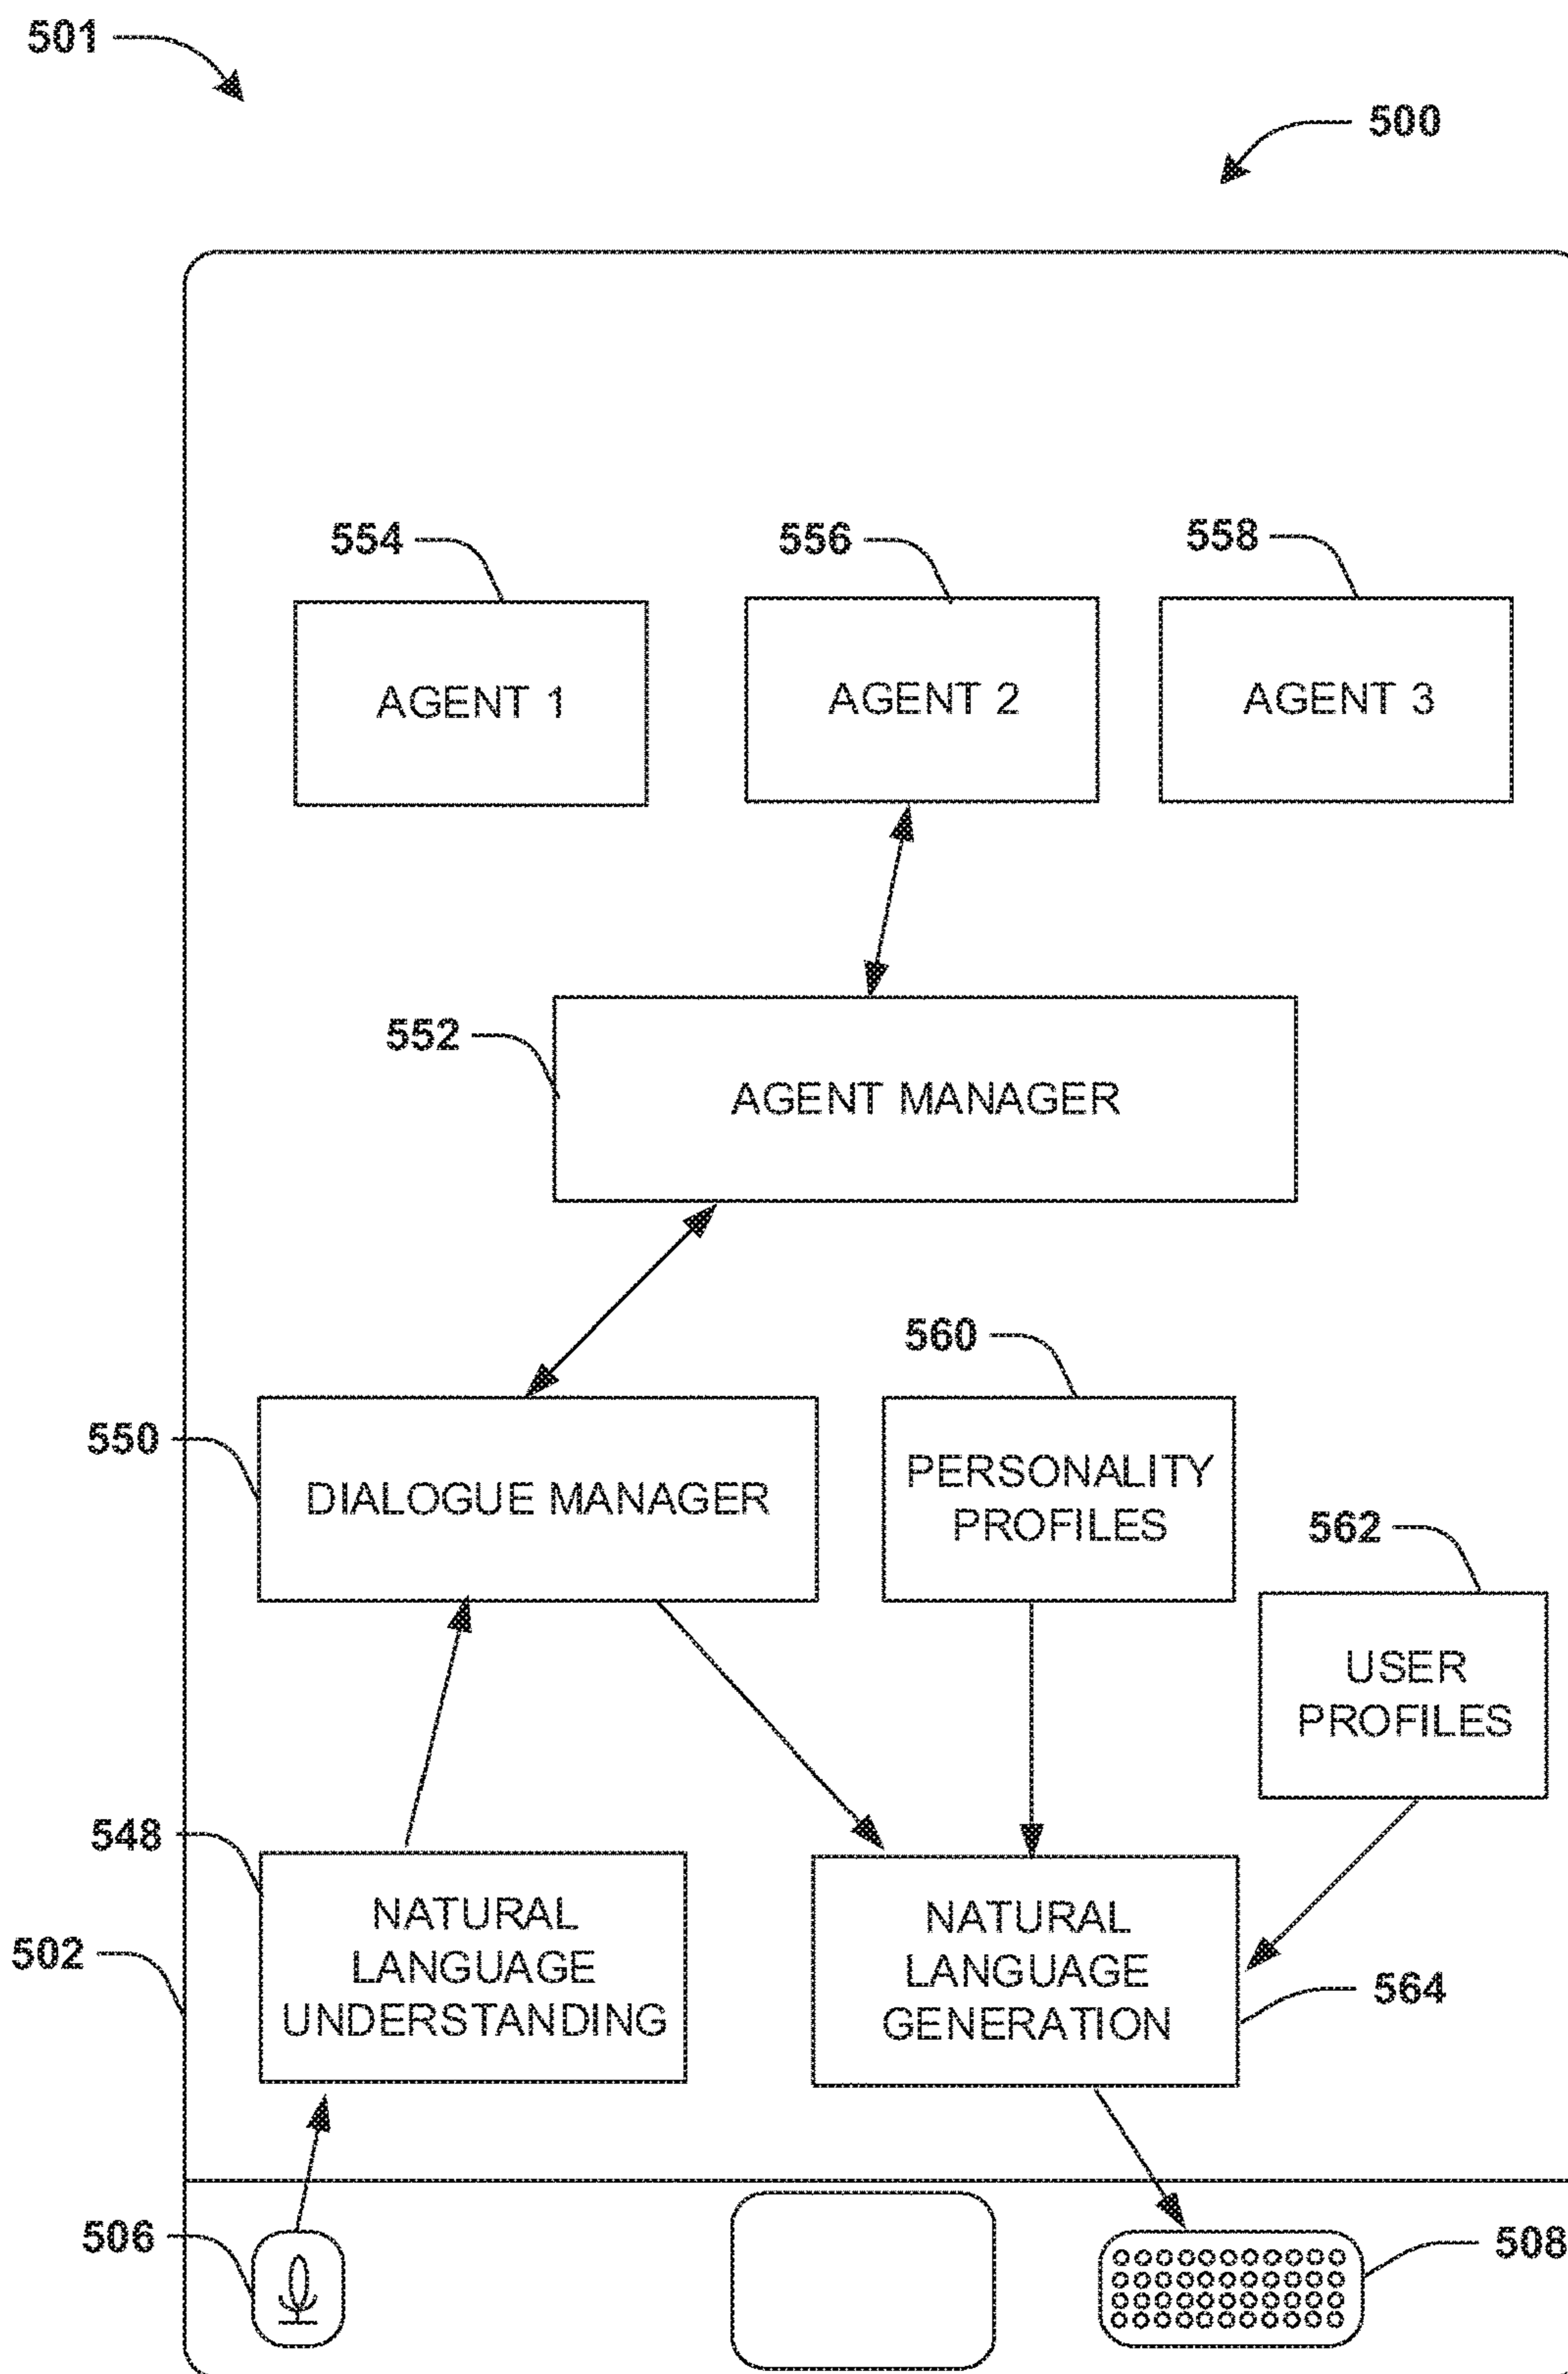 501
500
554
556
558
AGENT 1
AGENT 2
AGENT 3
552
AGENT MANAGER
560
550
DIALOGUE MANAGER
PERSONALITY
PROFILES
562
USER
PROFILES
548
NATURAL
LANGUAGE
UNDERSTANDING
NATURAL
LANGUAGE
GENERATION
502
564
506
508